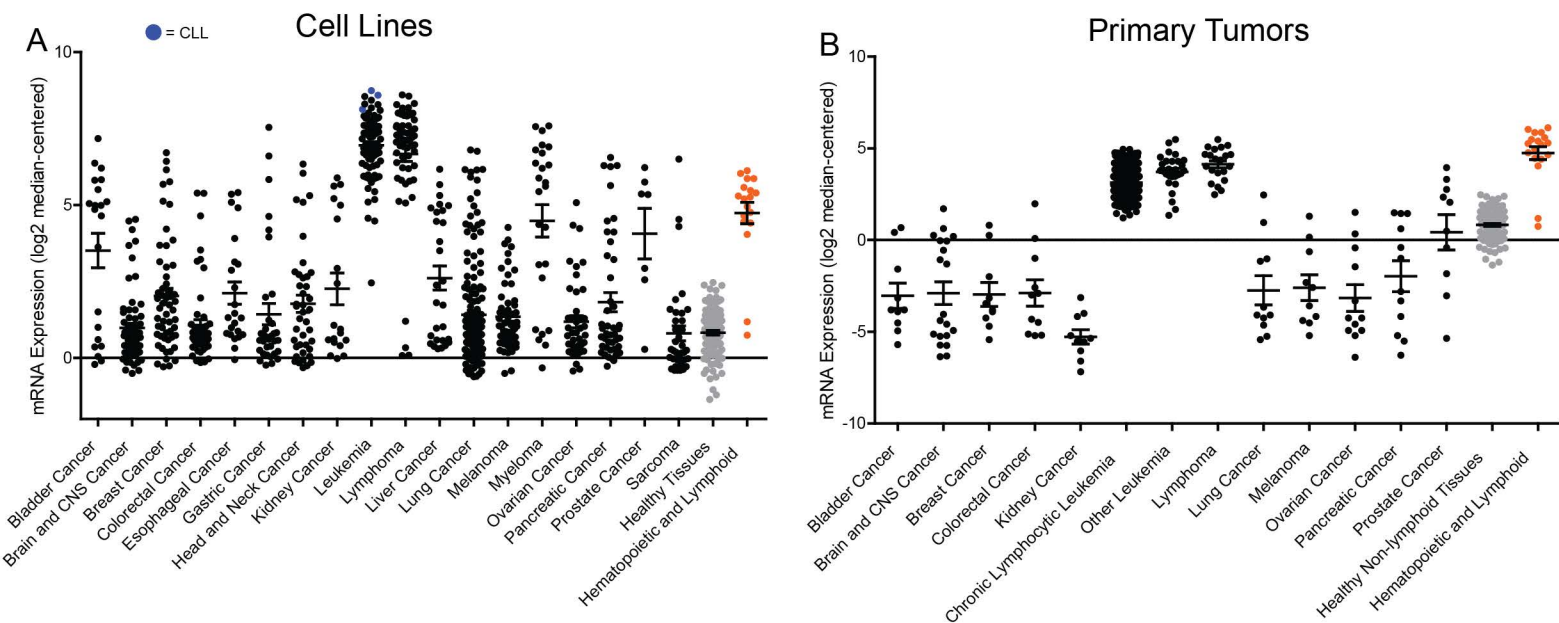 A
= CLL
Cell Lines
mRNA Expression (log2 median-centered)
10
5
0
Bladder Cancer
Brain and CNS Cancer
Breast Cancer
Colorectal Cancer
Esophageal Cancer
Gastric Cancer
Head and Neck Cancer
Kidney Cancer
Leukemia
Lymphoma
Liver Cancer
Lung Cancer
Melanoma
Myeloma
Ovarian Cancer
Pancreatic Cancer
Prostate Cancer
Sarcoma
Healthy Tissues
Hematopoietic and Lymphoid
B
Primary Tumors
mRNA Expression (log2 median-centered)
10
5
0
-5
-10
Bladder Cancer
Brain and CNS Cancer
Breast Cancer
Colorectal Cancer
Kidney Cancer
Chronic Lymphocytic Leukemia
Other Leukemia
Lymphoma
Lung Cancer
Melanoma
Ovarian Cancer
Pancreatic Cancer
Prostate Cancer
Healthy Non-lymphoid Tissues
Hematopoietic and Lymphoid